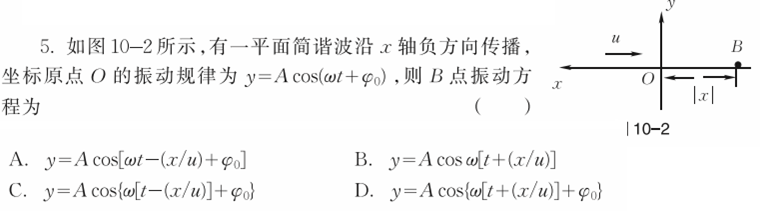 5. 如图10-2所示,有一平面简谐波沿 x 轴负方向传播,
坐标原点 O 的振动规律为 y=A cos(ωt+φ₀),则 B 点振动方
程为 ( )
A. y=A cos[ωt-(x/u)+φ₀]
B. y=A cos ω[t+(x/u)]
C. y=A cos{ω[t-(x/u)]+φ₀}
D. y=A cos{ω[t+(x/u)]+φ₀}
y
u
B
x
O
|x|
10-2